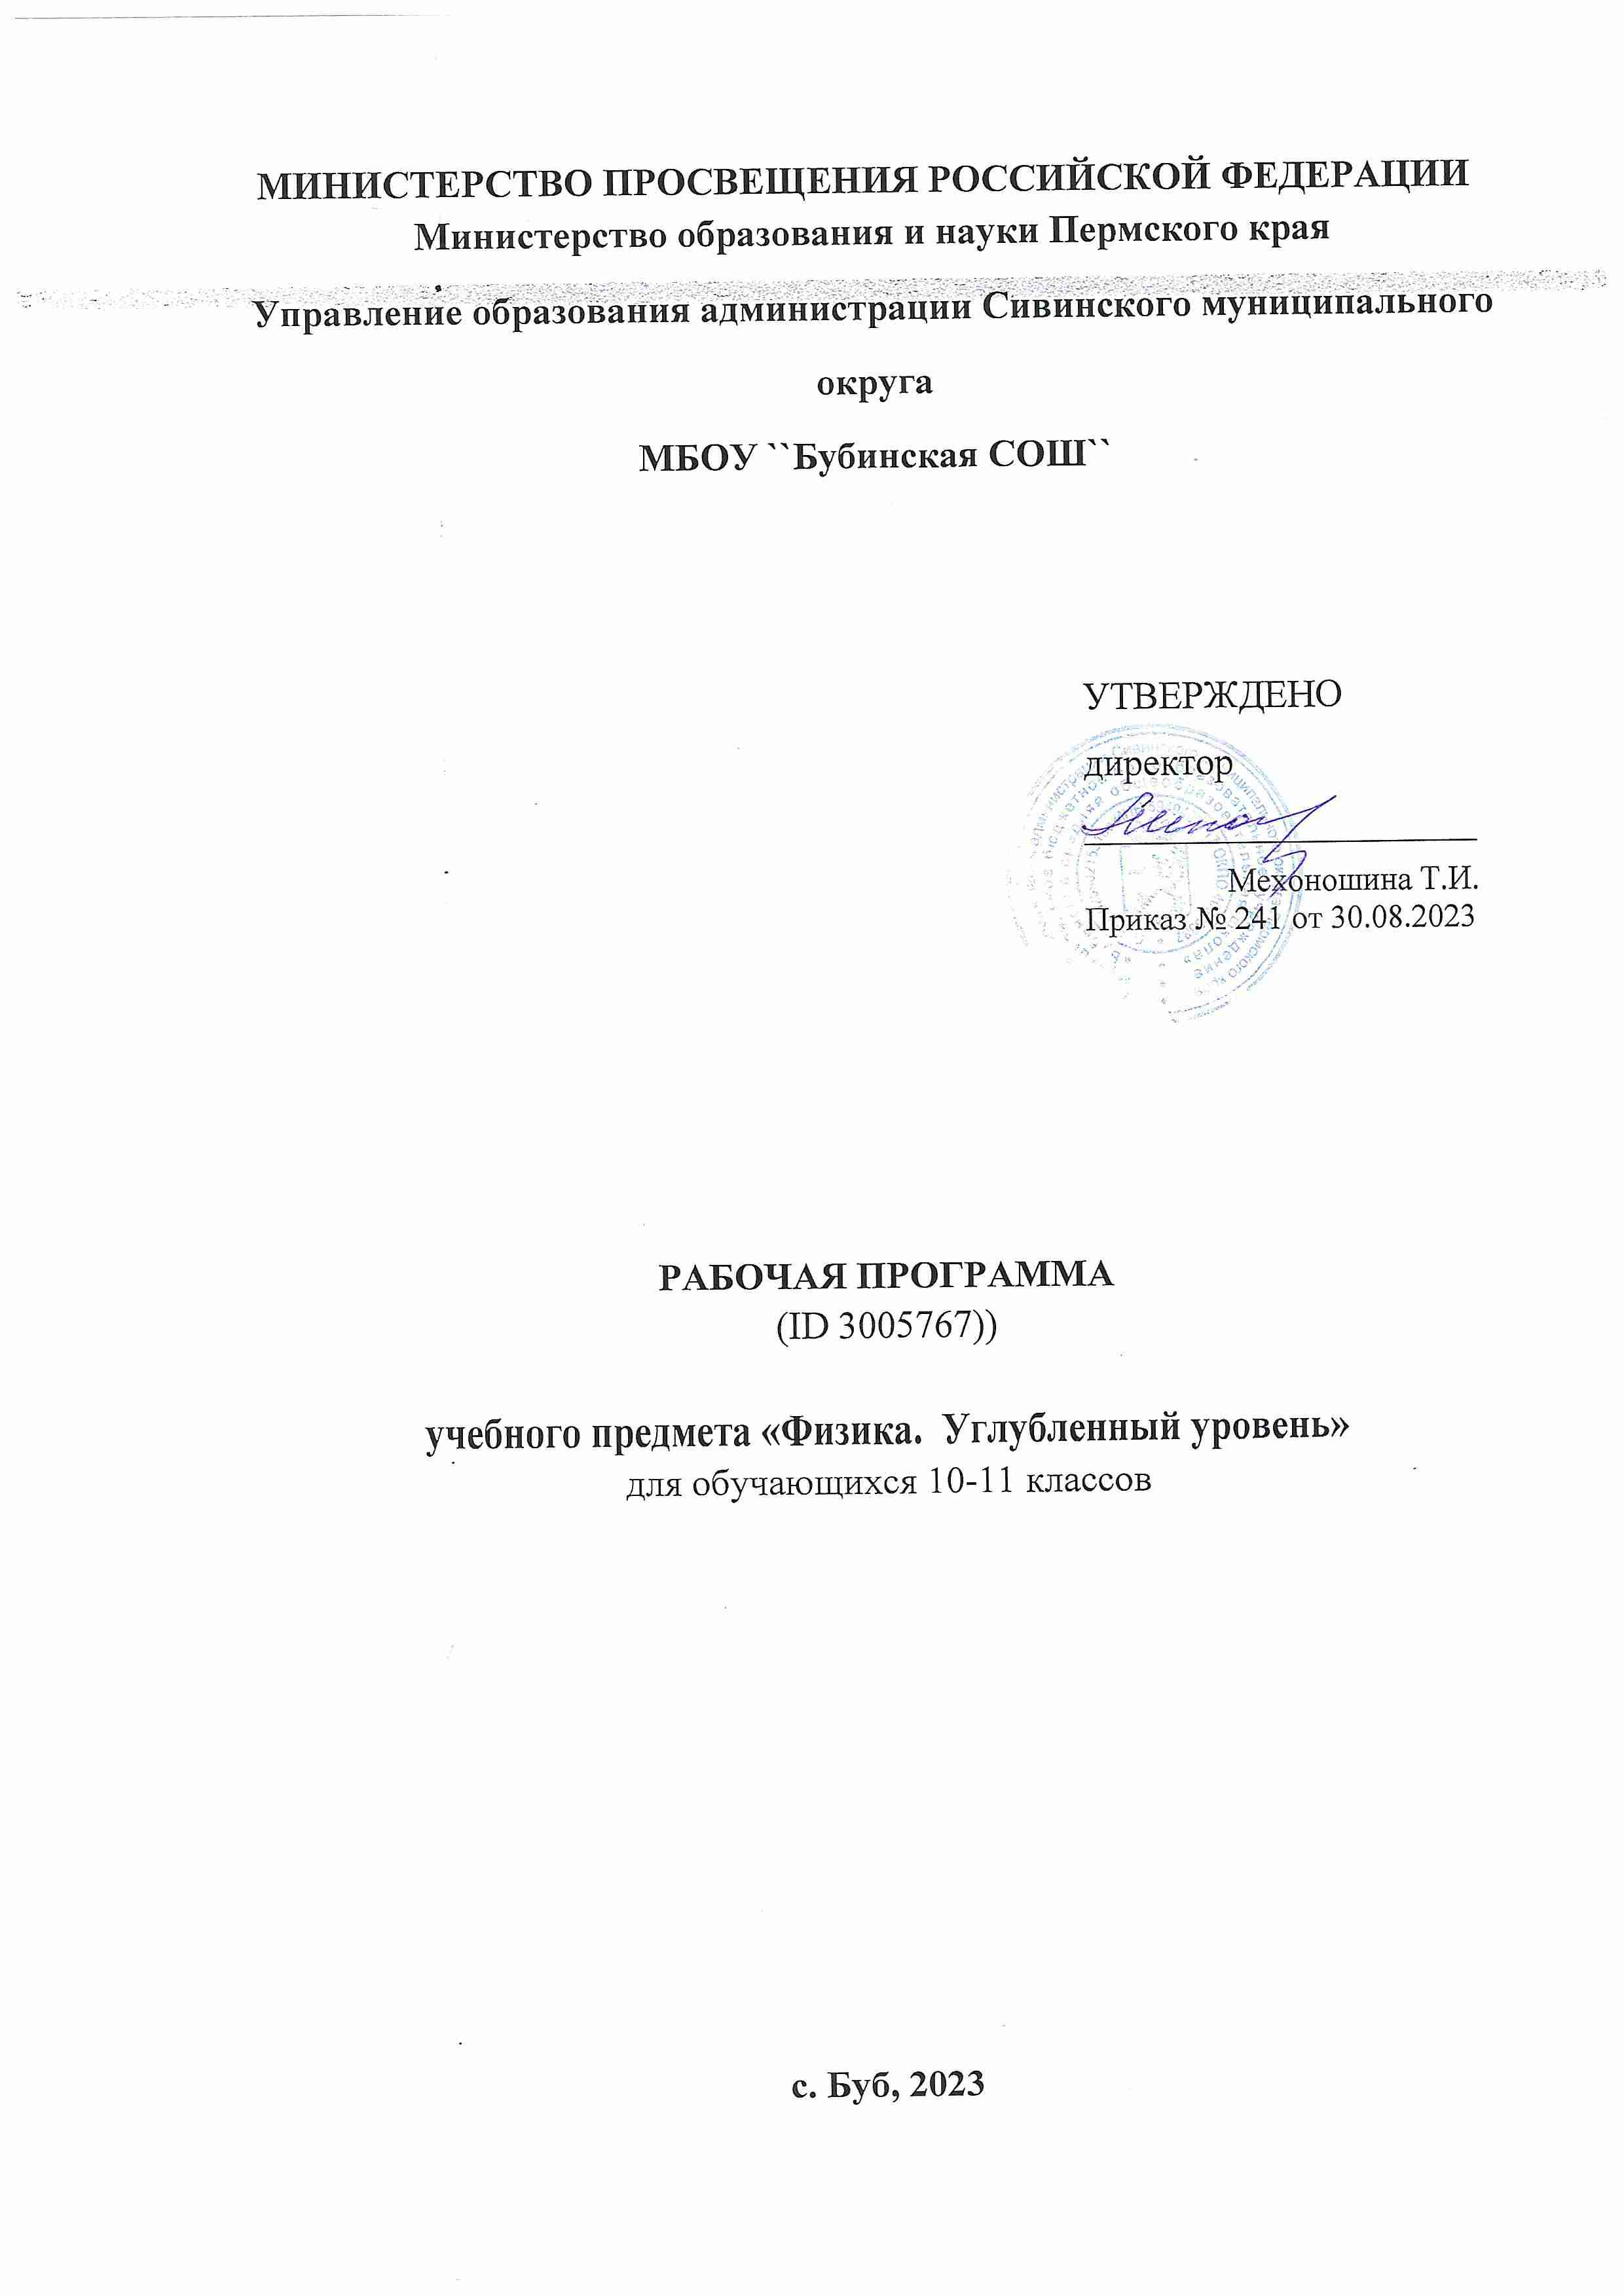 МИНИСТЕРСТВО ПРОСВЕЩЕНИЯ РОССИЙСКОЙ ФЕДЕРАЦИИ
Министерство образования и науки Пермского края
Управление образования администрации Сивинского муниципального
округа
МБОУ ``Бубинская СОШ``
УТВЕРЖДЕНО
директор
Мехоношина Т.И.
Приказ № 241 от 30.08.2023
РАБОЧАЯ ПРОГРАММА
(ID 3005767))
учебного предмета «Физика. Углубленный уровень»
для обучающихся 10-11 классов
с. Буб, 2023